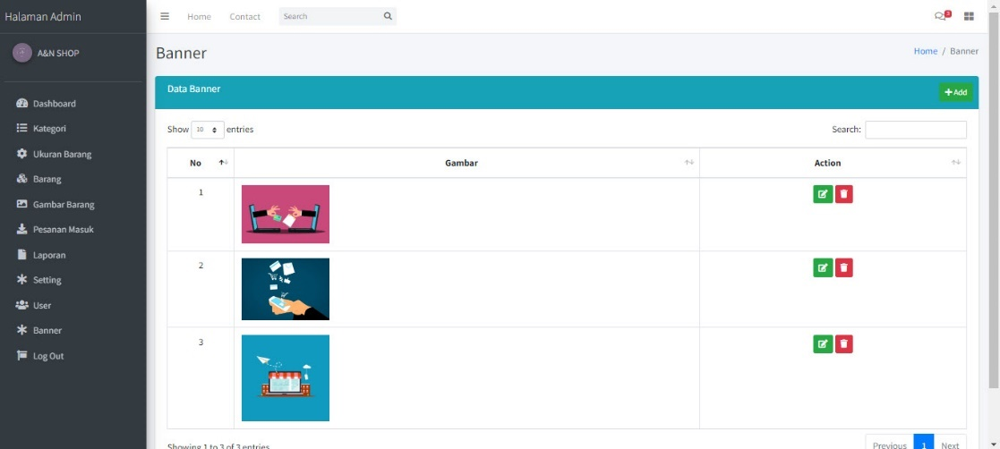 Halaman Admin
Home Contact Search 3
A&N SHOP
Banner
Home / Banner
Dashboard
Kategori
Ukuran Barang
Barang
Gambar Barang
Pesanan Masuk
Laporan
Setting
User
Banner
Log Out
Data Banner
Add
Show 10 entries
Search:
No Gambar Action
1
2
3
Showing 1 to 3 of 3 entries
Previous 1 Next